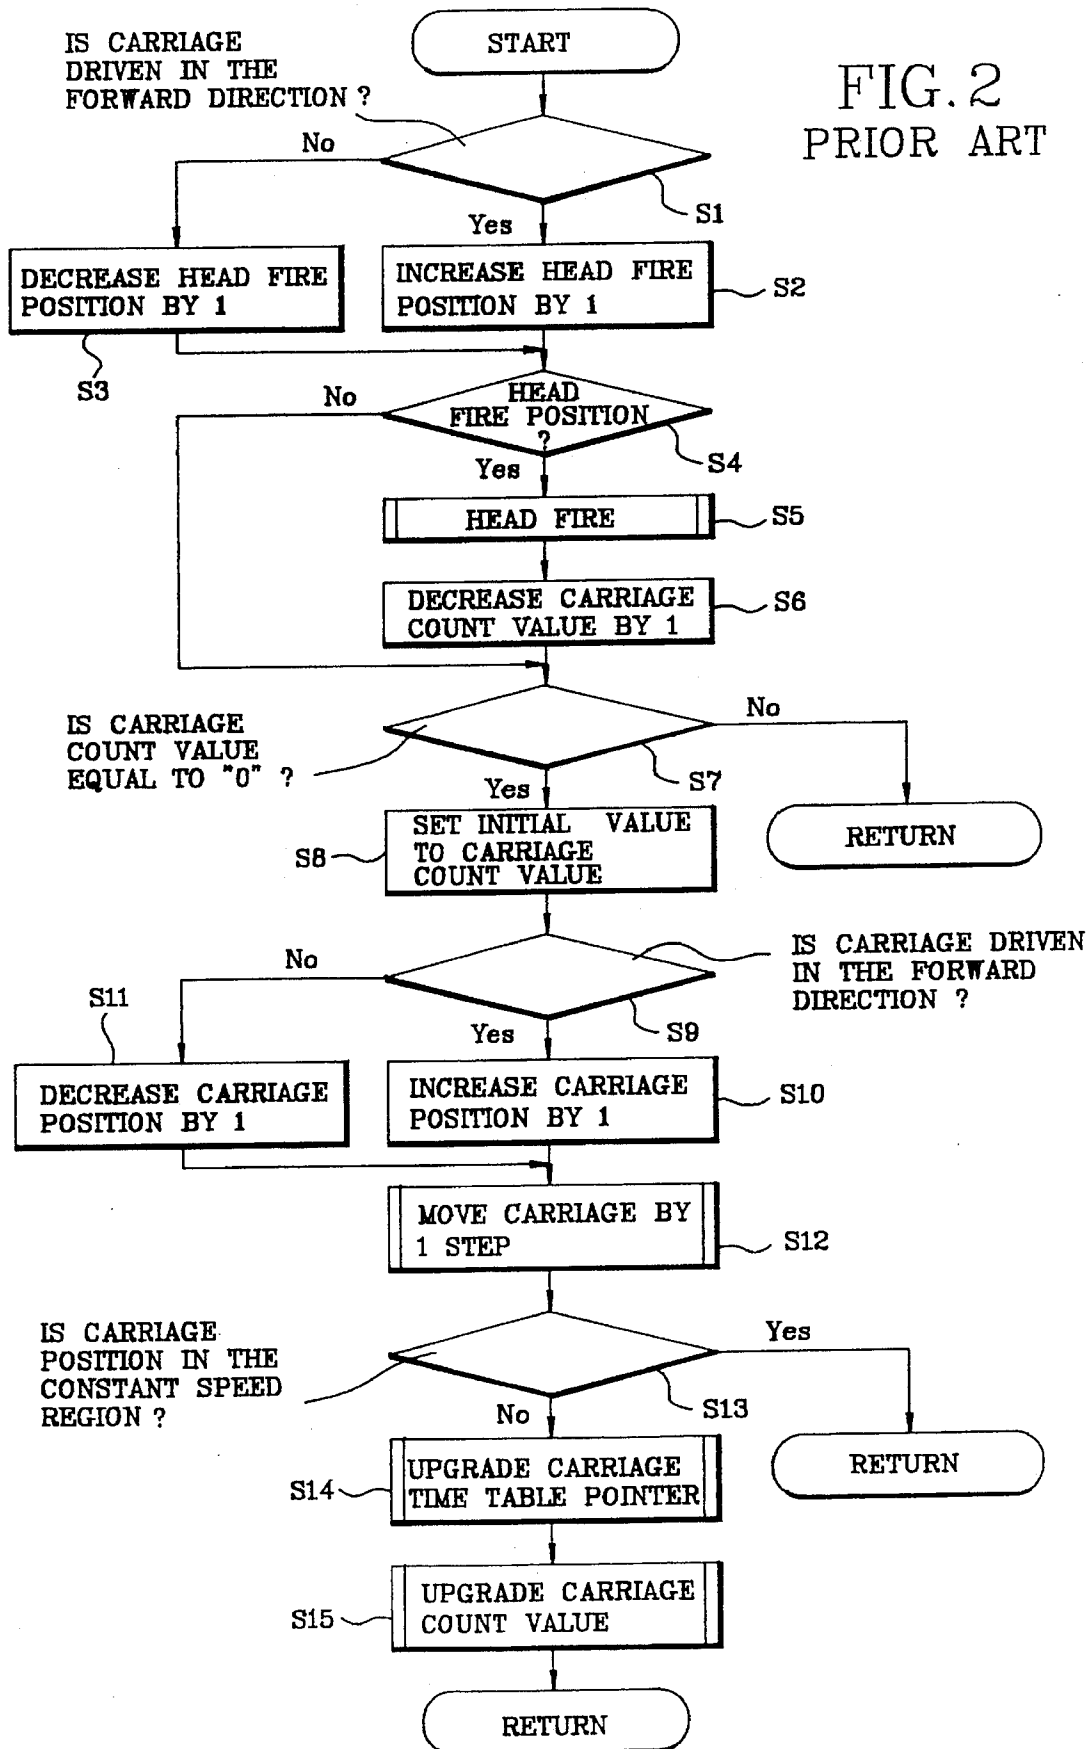 IS CARRIAGE
DRIVEN IN THE
FORWARD DIRECTION ?
START
FIG.2
PRIOR ART
No
S1
Yes
DECREASE HEAD FIRE
POSITION BY 1
INCREASE HEAD FIRE
POSITION BY 1
S2
S3
No
HEAD
FIRE POSITION
?
S4
Yes
HEAD FIRE
S5
DECREASE CARRIAGE
COUNT VALUE BY 1
S6
IS CARRIAGE
COUNT VALUE
EQUAL TO "0" ?
No
S7
Yes
SET INITIAL VALUE
TO CARRIAGE
COUNT VALUE
S8
RETURN
IS CARRIAGE DRIVEN
IN THE FORWARD
DIRECTION ?
No
S9
Yes
S11
DECREASE CARRIAGE
POSITION BY 1
INCREASE CARRIAGE
POSITION BY 1
S10
MOVE CARRIAGE BY
1 STEP
S12
IS CARRIAGE
POSITION IN THE
CONSTANT SPEED
REGION ?
Yes
S13
No
UPGRADE CARRIAGE
TIME TABLE POINTER
S14
RETURN
UPGRADE CARRIAGE
COUNT VALUE
S15
RETURN